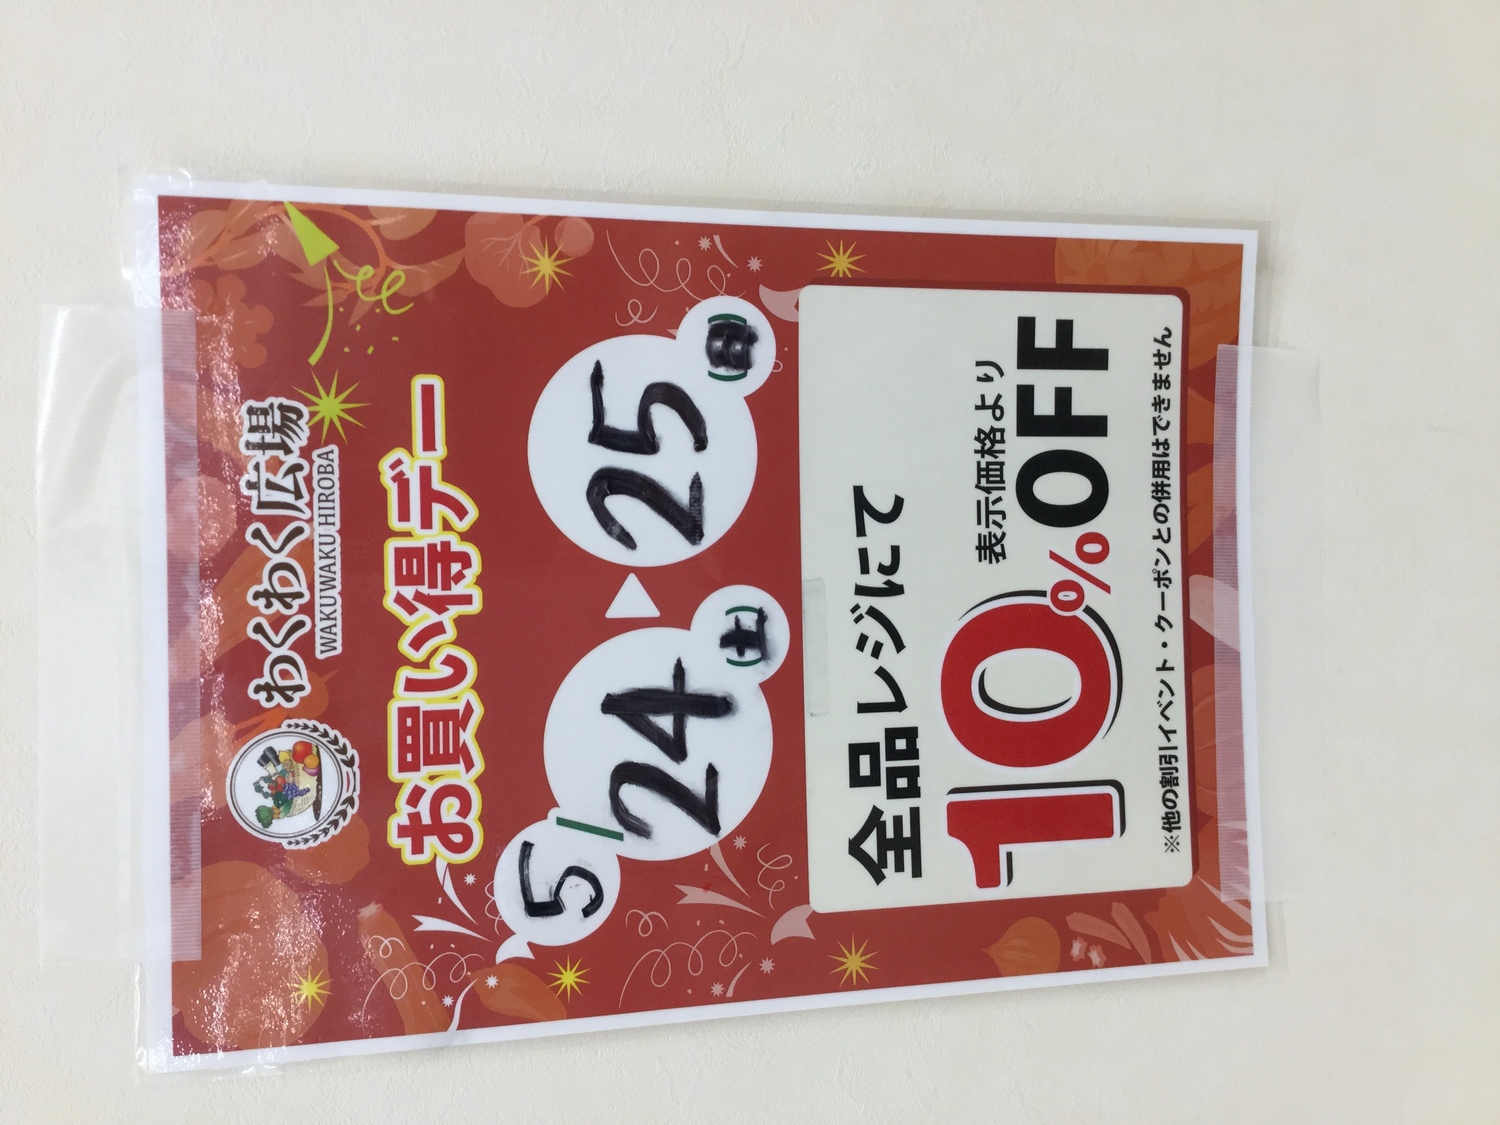 わくわく広場
WAKUWAKU HIROBA
お買い得デー
5/24(土)▶25(日)
全品レジにて
表示価格より
10%OFF
※他の割引イベント・クーポンとの併用はできません